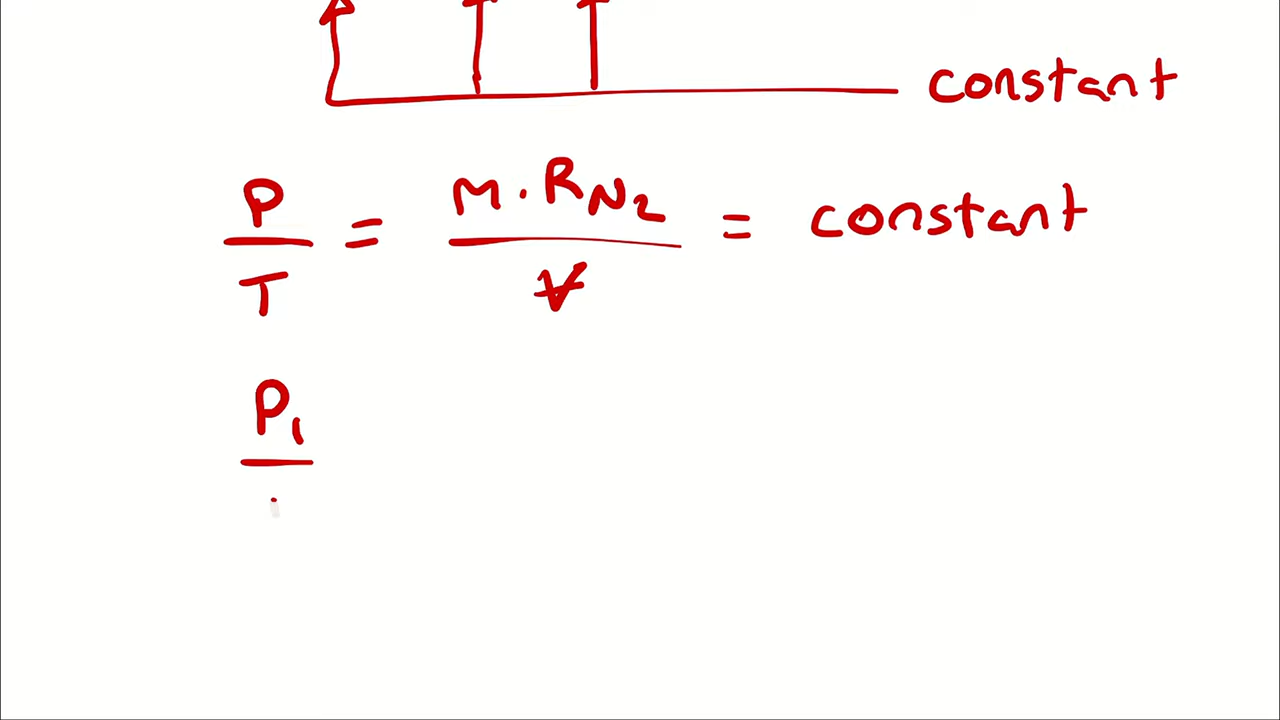 constant
P/T = M · R_N2 / V = constant
P1